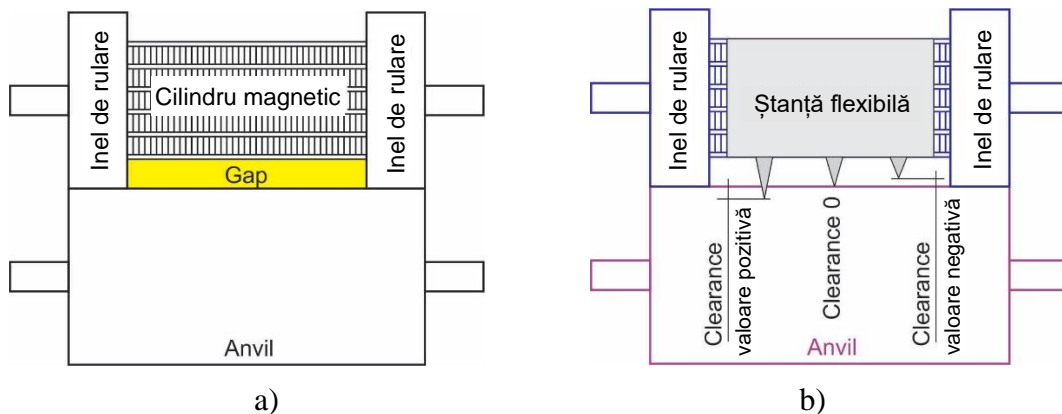 Inel de rulare
Cilindru magnetic
Inel de rulare
Gap
Anvil
a)
Inel de rulare
Ștanță flexibilă
Inel de rulare
Clearance
valoare pozitivă
Clearance 0
Clearance
valoare negativă
Anvil
b)